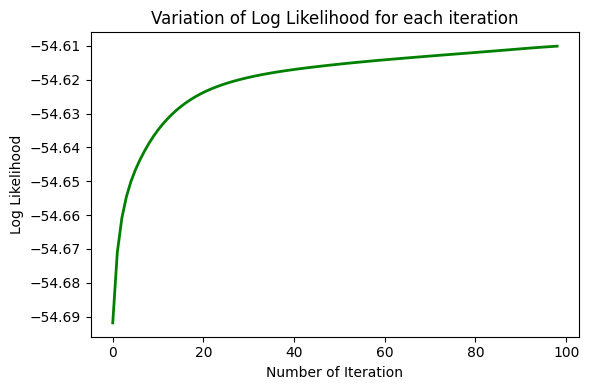 Variation of Log Likelihood for each iteration
Log Likelihood
−54.61
−54.62
−54.63
−54.64
−54.65
−54.66
−54.67
−54.68
−54.69
0 20 40 60 80 100
Number of Iteration